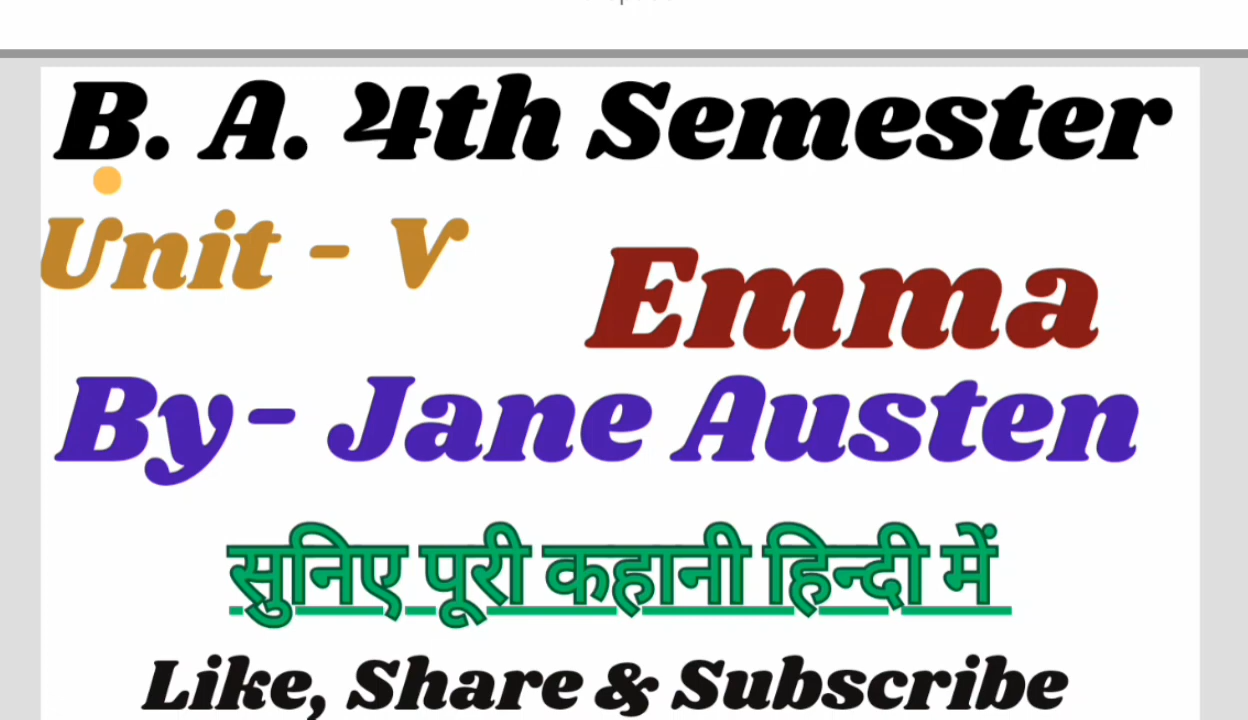 B. A. 4th Semester
Unit - V
Emma
By- Jane Austen
सुनिए पूरी कहानी हिन्दी में
Like, Share & Subscribe